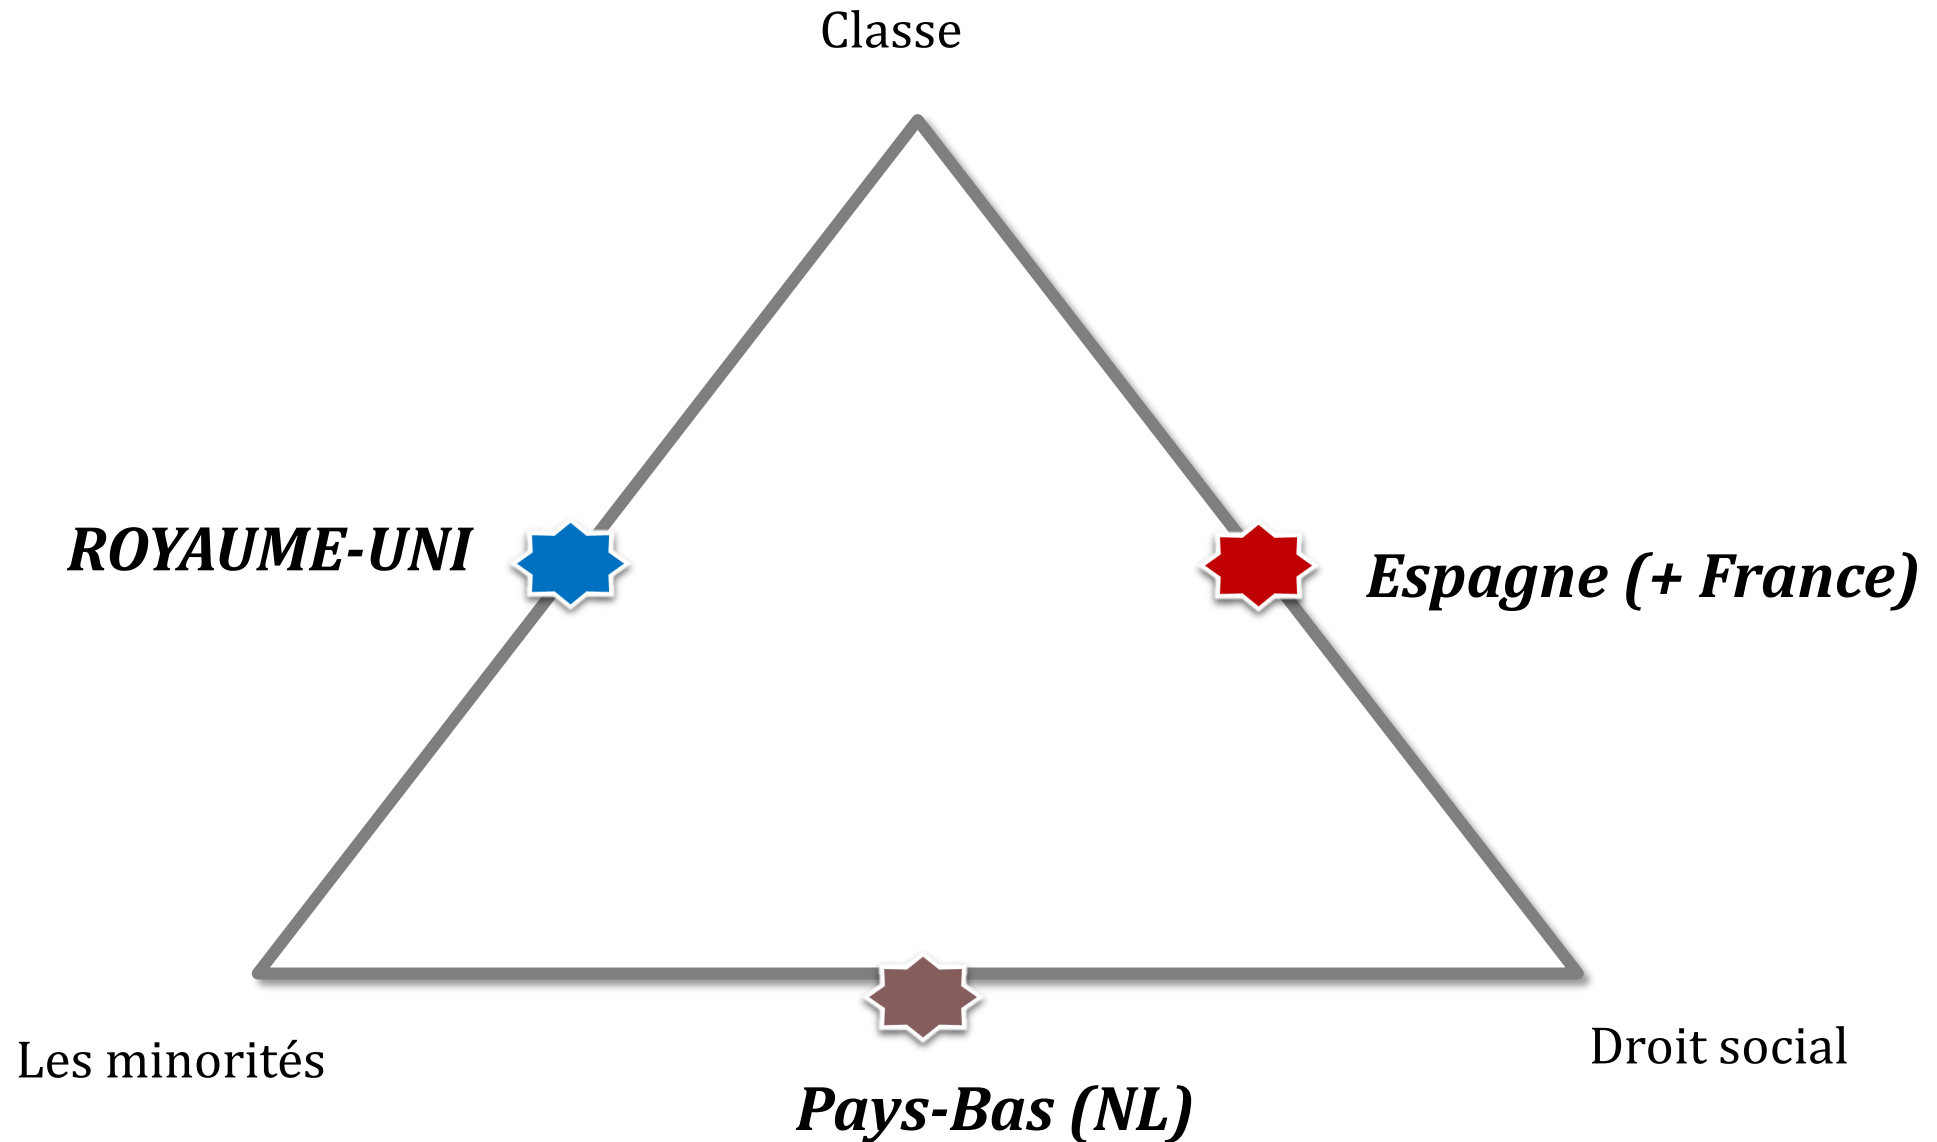 Classe
ROYAUME-UNI
Espagne (+ France)
Les minorités
Droit social
Pays-Bas (NL)